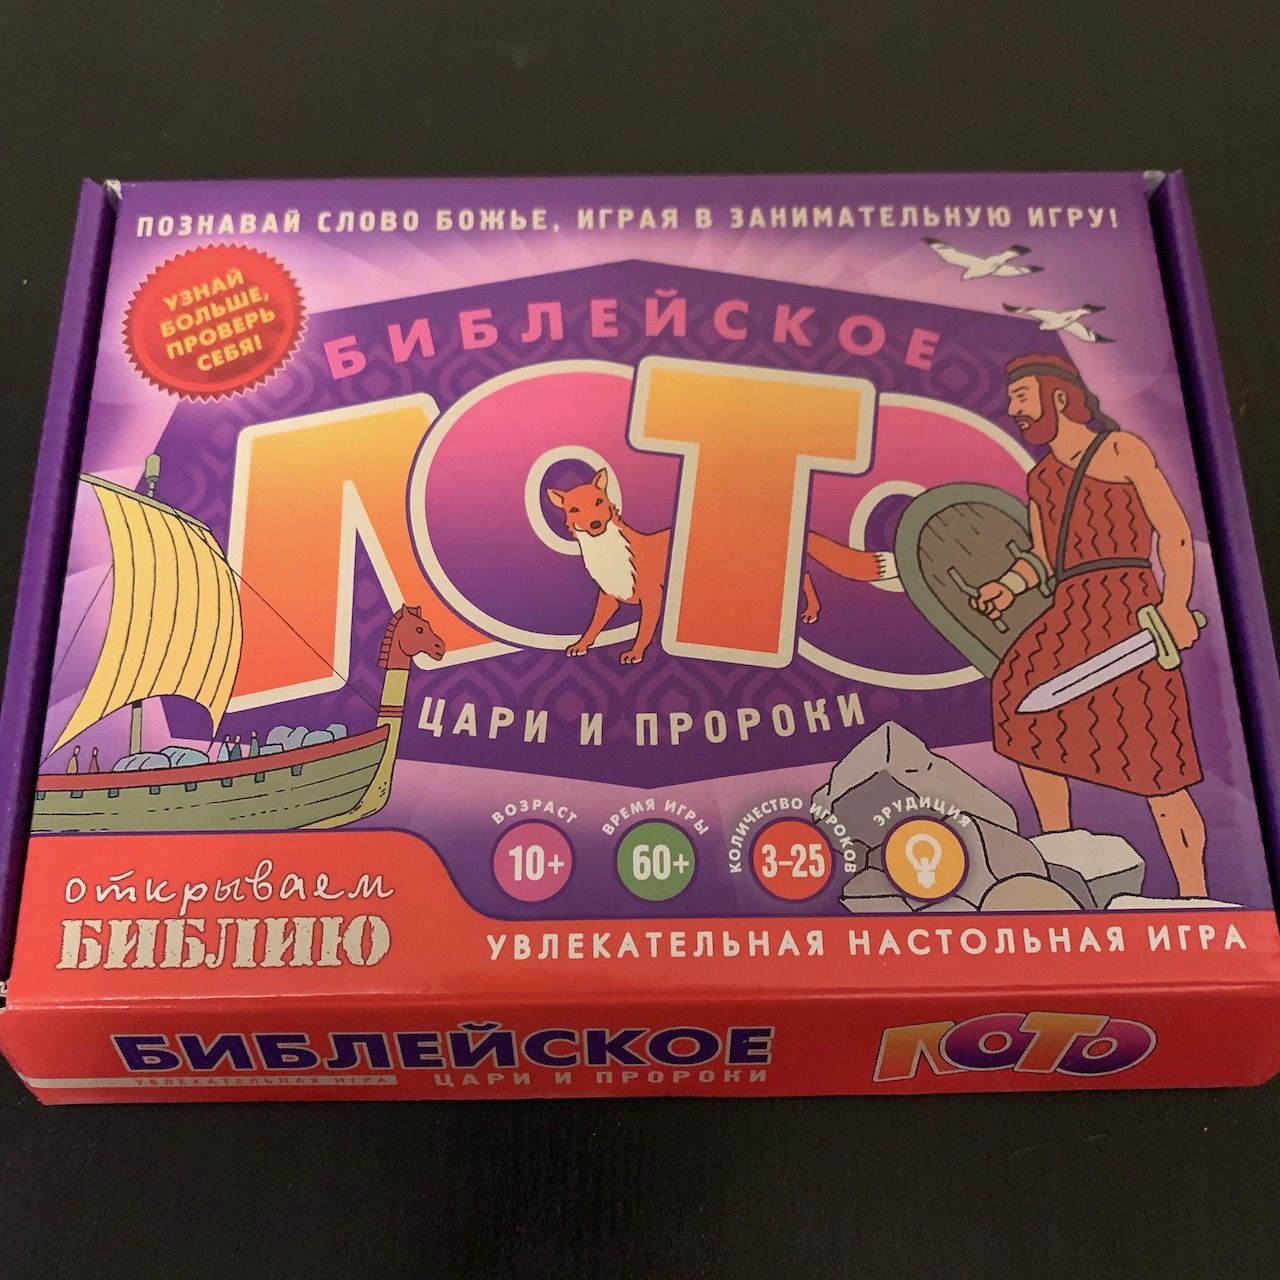 ПОЗНАВАЙ СЛОВО БОЖЬЕ, ИГРАЯ В ЗАНИМАТЕЛЬНУЮ ИГРУ!
УЗНАЙ
БОЛЬШЕ,
ПРОВЕРЬ
СЕБЯ!
БИБЛЕЙСКОЕ
ЛОТО
ЦАРИ И ПРОРОКИ
ВОЗРАСТ
10+
ВРЕМЯ ИГРЫ
60+
КОЛИЧЕСТВО ИГРОКОВ
3-25
ЭРУДИЦИЯ
открываем
БИБЛИЮ
УВЛЕКАТЕЛЬНАЯ НАСТОЛЬНАЯ ИГРА
БИБЛЕЙСКОЕ ЛОТО
УВЛЕКАТЕЛЬНАЯ ИГРА ЦАРИ И ПРОРОКИ